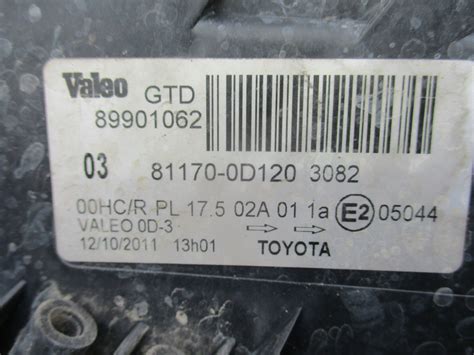 Valeo GTD
89901062
03 81170-0D120 3082
00HC/R PL 17.5 02A 01 1a E2 05044
VALEO 0D-3
12/10/2011 13h01 TOYOTA